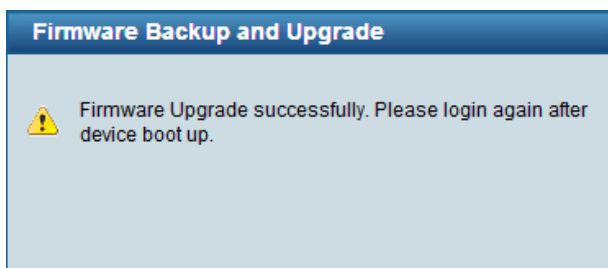 Firmware Backup and Upgrade
Firmware Upgrade successfully. Please login again after
device boot up.